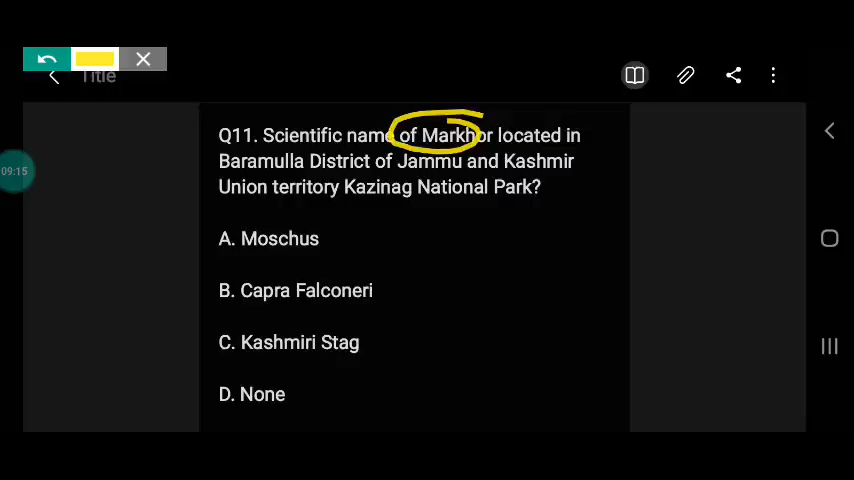 Title
Q11. Scientific name of Markhor located in
Baramulla District of Jammu and Kashmir
Union territory Kazinag National Park?
09:15
A. Moschus
B. Capra Falconeri
C. Kashmiri Stag
D. None